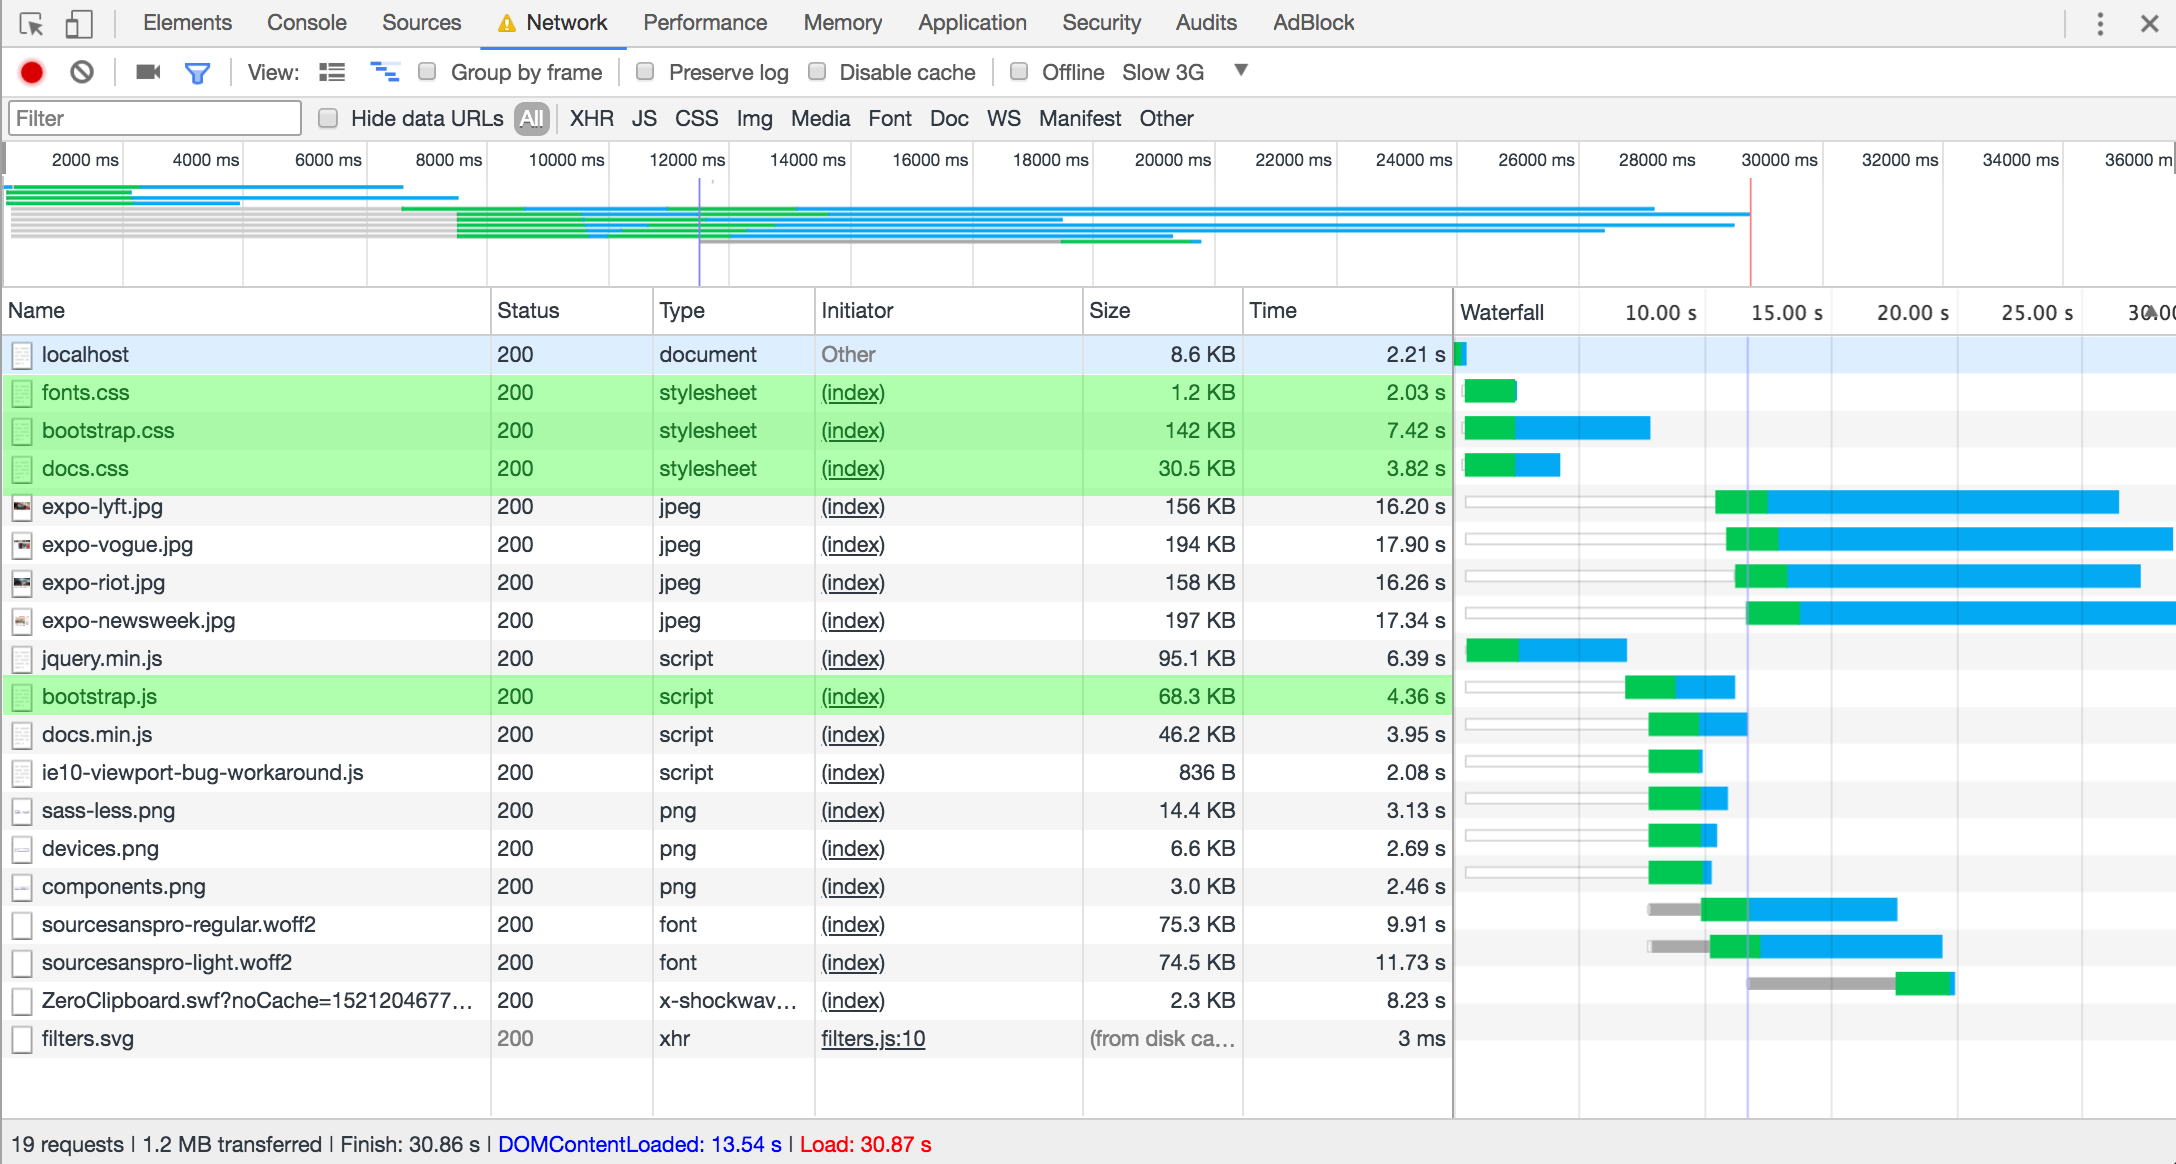 Elements Console Sources Network Performance Memory Application Security Audits AdBlock
View: Group by frame Preserve log Disable cache Offline Slow 3G
Filter Hide data URLs All XHR JS CSS Img Media Font Doc WS Manifest Other
2000 ms 4000 ms 6000 ms 8000 ms 10000 ms 12000 ms 14000 ms 16000 ms 18000 ms 20000 ms 22000 ms 24000 ms 26000 ms 28000 ms 30000 ms 32000 ms 34000 ms 36000 m
Name Status Type Initiator Size Time Waterfall 10.00 s 15.00 s 20.00 s 25.00 s
localhost 200 document Other 8.6 KB 2.21 s
fonts.css 200 stylesheet (index) 1.2 KB 2.03 s
bootstrap.css 200 stylesheet (index) 142 KB 7.42 s
docs.css 200 stylesheet (index) 30.5 KB 3.82 s
expo-lyft.jpg 200 jpeg (index) 156 KB 16.20 s
expo-vogue.jpg 200 jpeg (index) 194 KB 17.90 s
expo-riot.jpg 200 jpeg (index) 158 KB 16.26 s
expo-newsweek.jpg 200 jpeg (index) 197 KB 17.34 s
jquery.min.js 200 script (index) 95.1 KB 6.39 s
bootstrap.js 200 script (index) 68.3 KB 4.36 s
docs.min.js 200 script (index) 46.2 KB 3.95 s
ie10-viewport-bug-workaround.js 200 script (index) 836 B 2.08 s
sass-less.png 200 png (index) 14.4 KB 3.13 s
devices.png 200 png (index) 6.6 KB 2.69 s
components.png 200 png (index) 3.0 KB 2.46 s
sourcesanspro-regular.woff2 200 font (index) 75.3 KB 9.91 s
sourcesanspro-light.woff2 200 font (index) 74.5 KB 11.73 s
ZeroClipboard.swf?noCache=1521204677... 200 x-shockwav... (index) 2.3 KB 8.23 s
filters.svg 200 xhr filters.js:10 (from disk ca... 3 ms
19 requests | 1.2 MB transferred | Finish: 30.86 s | DOMContentLoaded: 13.54 s | Load: 30.87 s